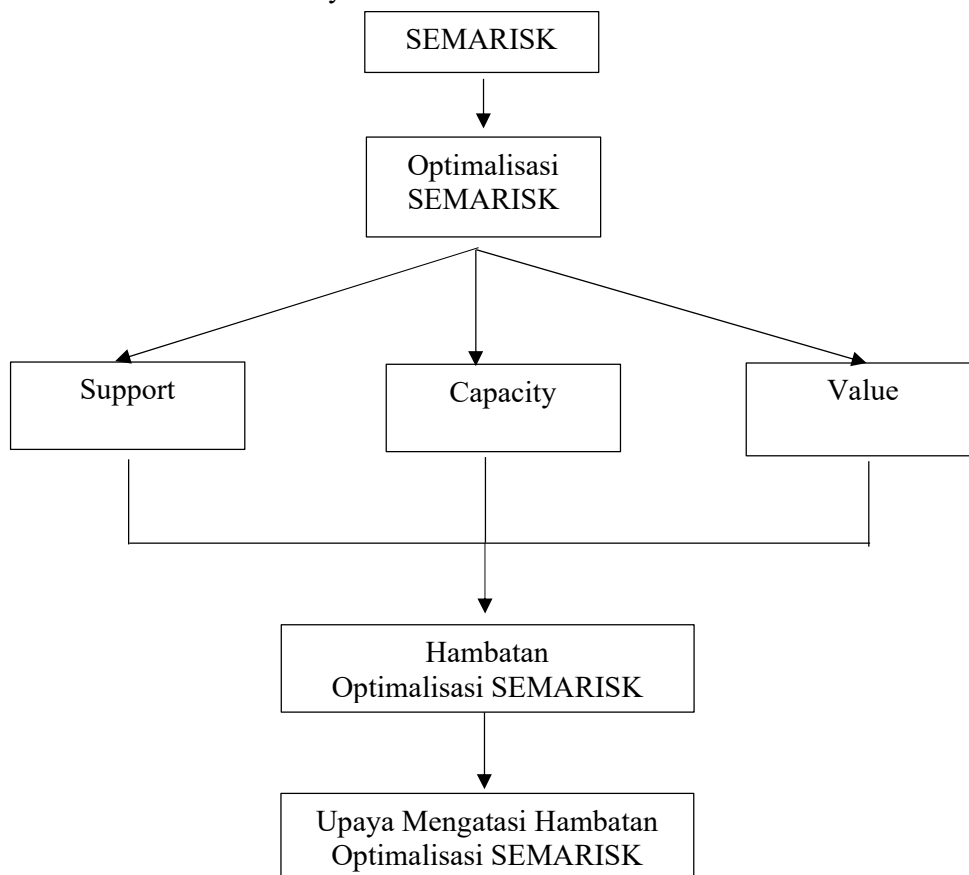 SEMARISK
Optimalisasi
SEMARISK
Support
Capacity
Value
Hambatan
Optimalisasi SEMARISK
Upaya Mengatasi Hambatan
Optimalisasi SEMARISK